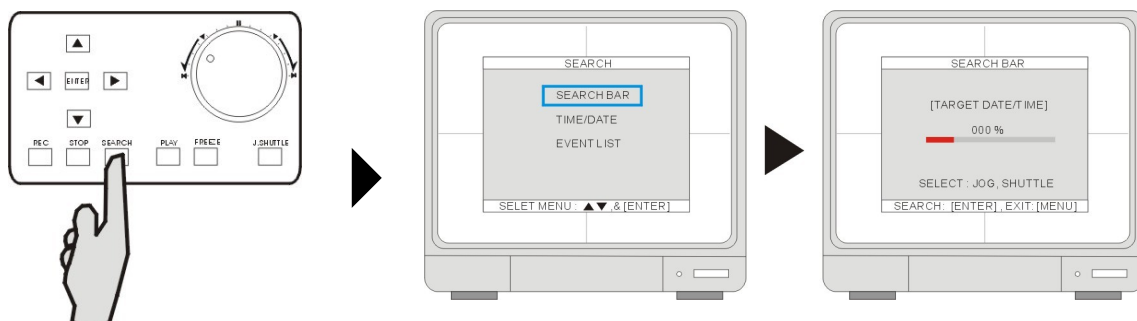 ENTER
REC STOP SEARCH PLAY FREEZE J.SHUTTLE
SEARCH
SEARCH BAR
TIME/DATE
EVENT LIST
SELET MENU : ▲▼ ,& [ENTER]
SEARCH BAR
[TARGET DATE/TIME]
000 %
SELECT : JOG, SHUTTLE
SEARCH: [ENTER] , EXIT: [MENU]